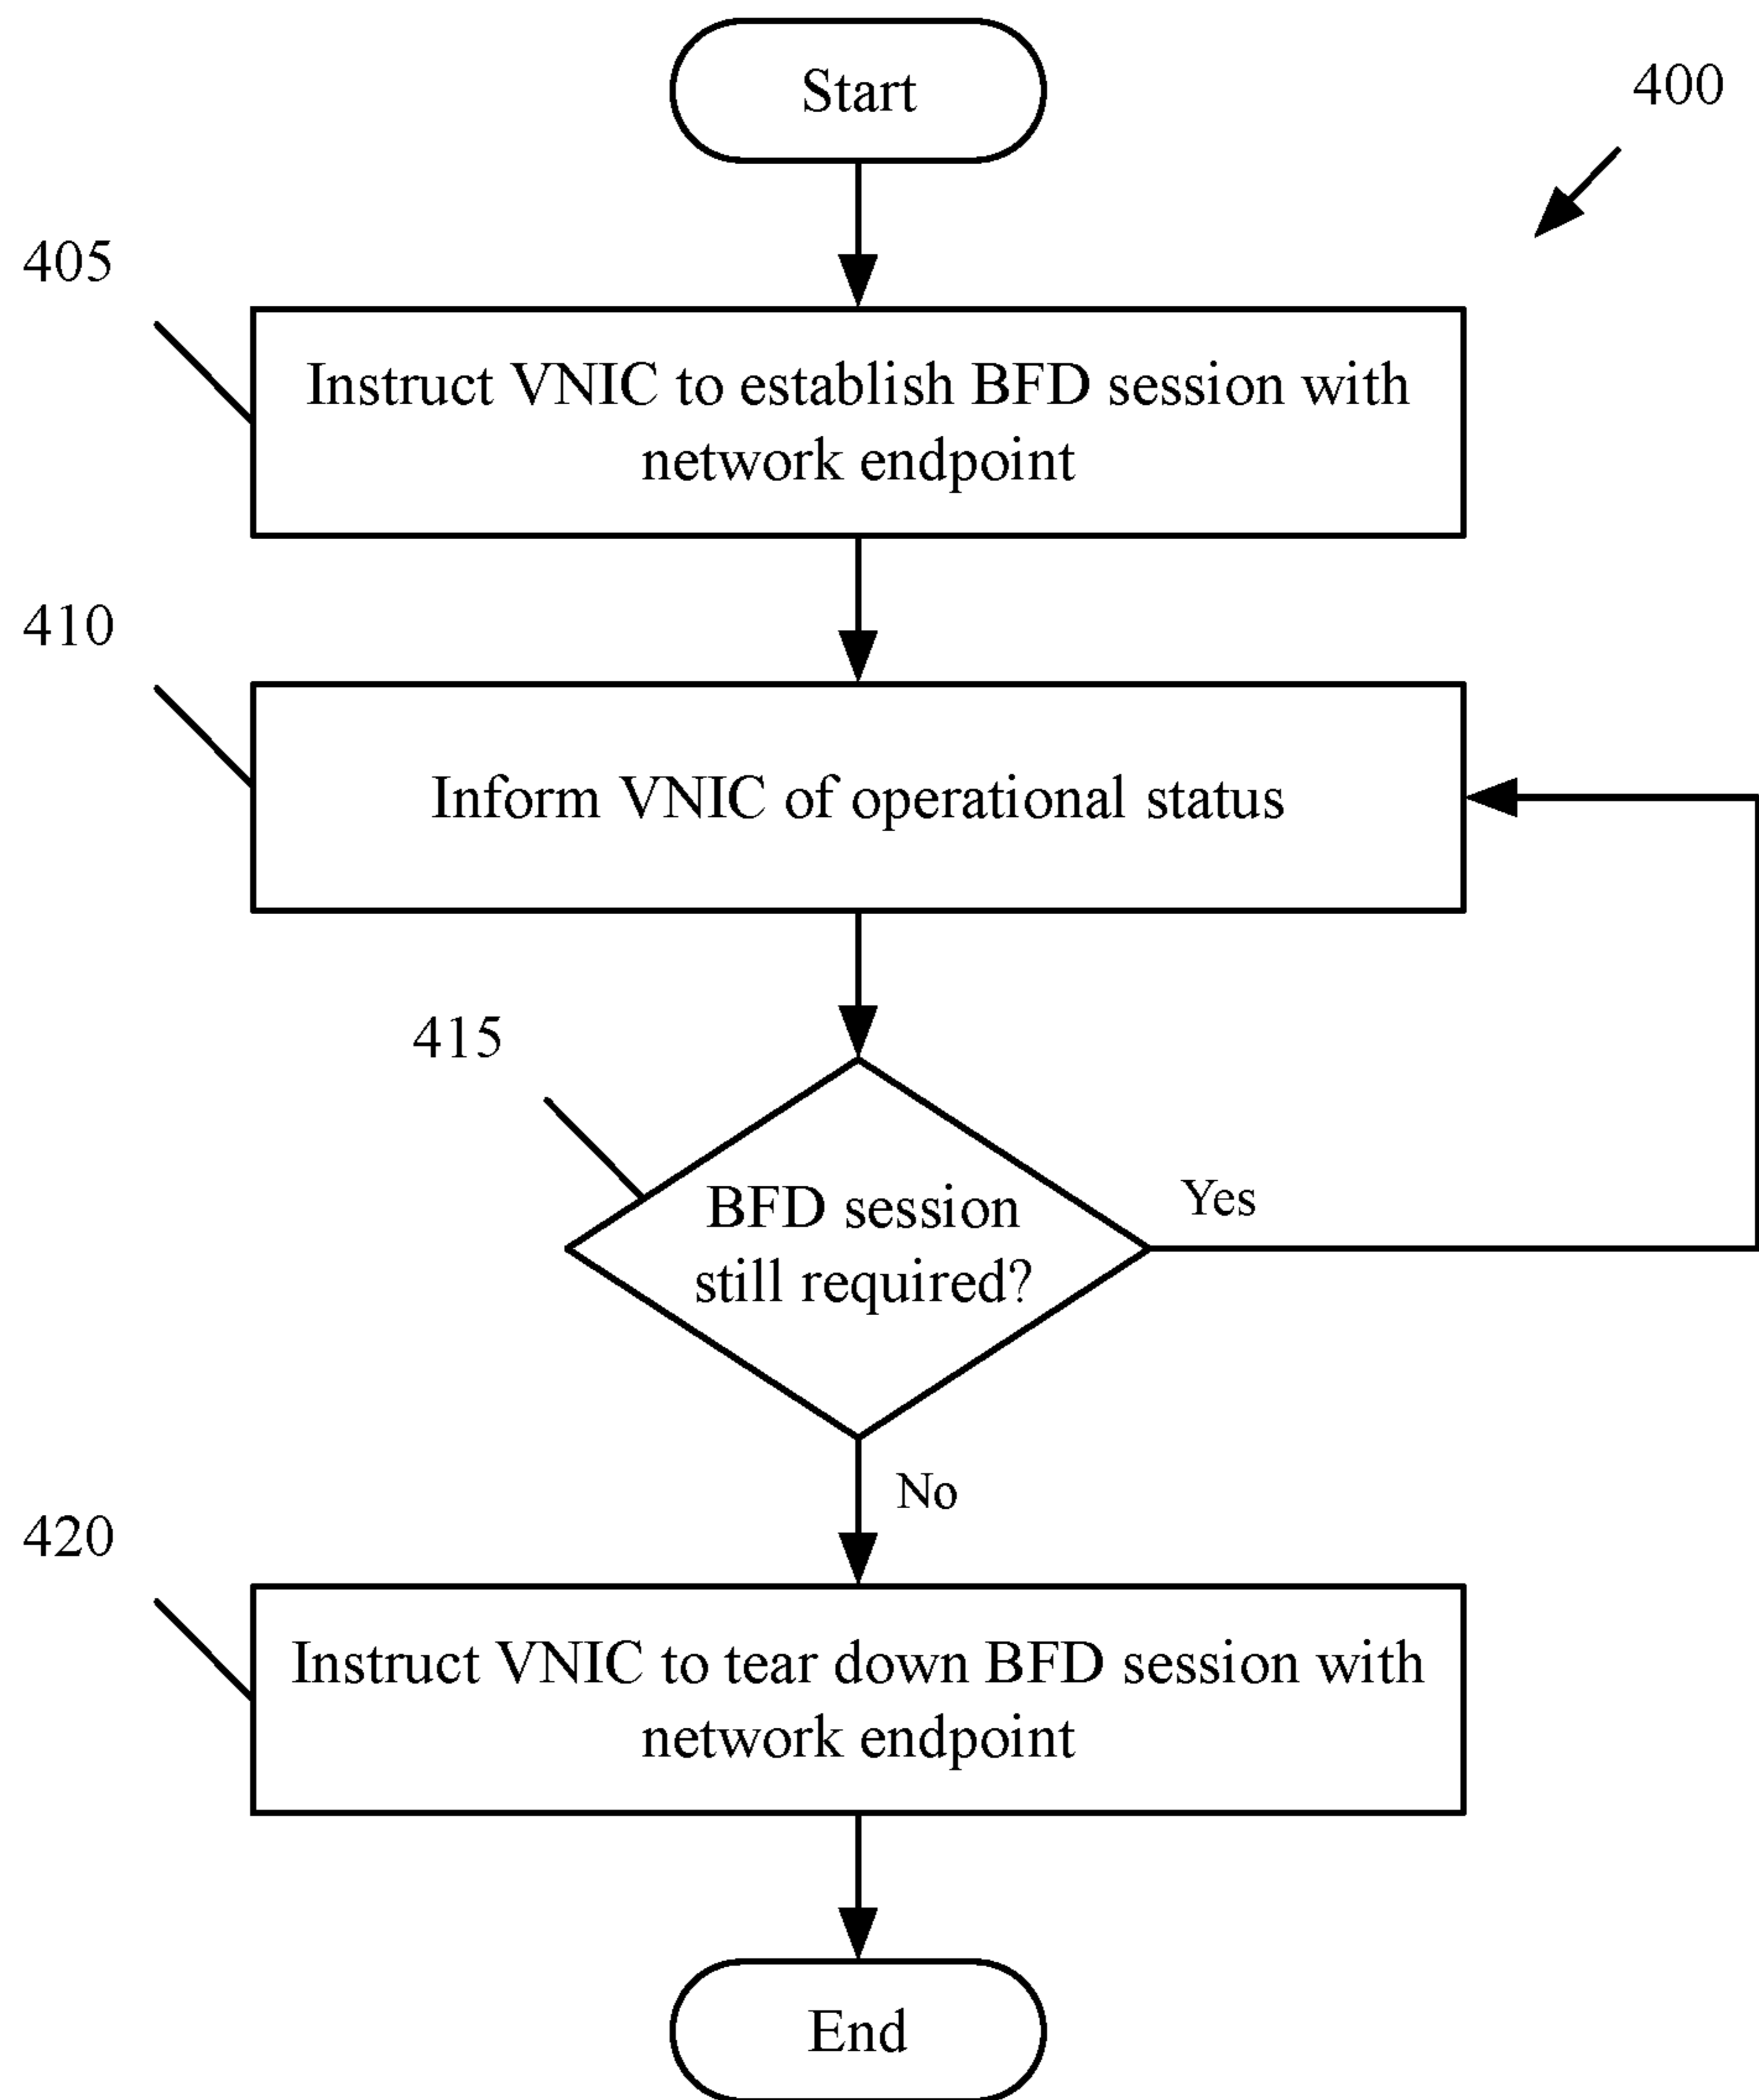 Start
400
405
Instruct VNIC to establish BFD session with
network endpoint
410
Inform VNIC of operational status
415
BFD session
still required?
Yes
No
420
Instruct VNIC to tear down BFD session with
network endpoint
End